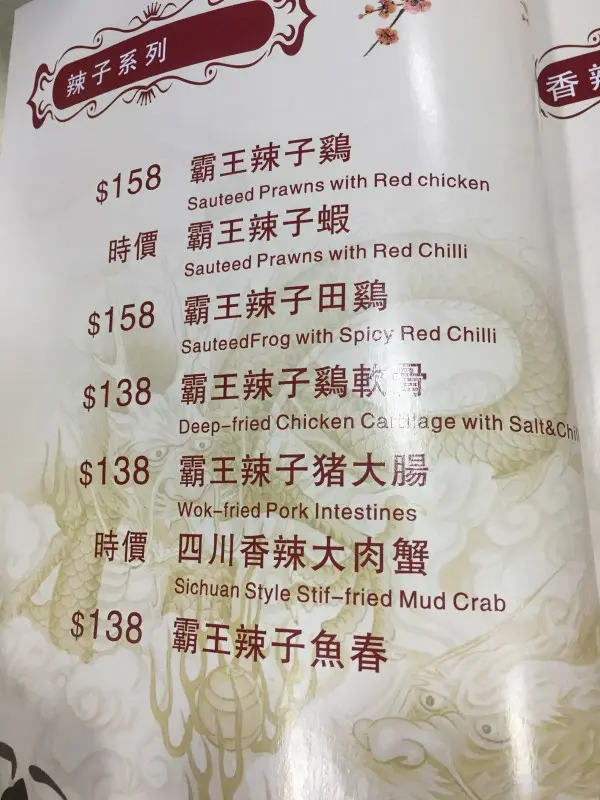 辣子系列
香辣
$158 霸王辣子鷄
Sauteed Prawns with Red chicken
時價 霸王辣子蝦
Sauteed Prawns with Red Chilli
$158 霸王辣子田鷄
SauteedFrog with Spicy Red Chilli
$138 霸王辣子鷄軟骨
Deep-fried Chicken Cartilage with Salt&Chil
$138 霸王辣子猪大腸
Wok-fried Pork Intestines
時價 四川香辣大肉蟹
Sichuan Style Stif-fried Mud Crab
$138 霸王辣子魚春